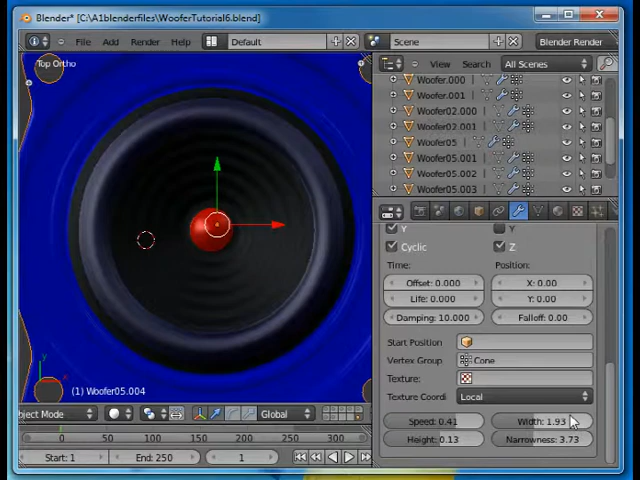 Blender* [C:\A1blenderfiles\WooferTutorial6.blend]
File Add Render Help Default Scene Blender Render
Top Ortho
View Search All Scenes
Woofer.000
Woofer.001
Woofer02.000
Woofer02.001
Woofer05
Woofer05.001
Woofer05.002
Woofer05.003
Y Y
Cyclic Z
Time: Position:
Offset: 0.000 X: 0.00
Life: 0.000 Y: 0.00
Damping: 10.000 Falloff: 0.00
Start Position
Vertex Group: Cone
Texture:
Texture Coordi Local
Speed: 0.41 Width: 1.93
Height: 0.13 Narrowness: 3.73
y
x
(1) Woofer05.004
bject Mode Global
0 50 100 150 200 250
Start: 1 End: 250 1